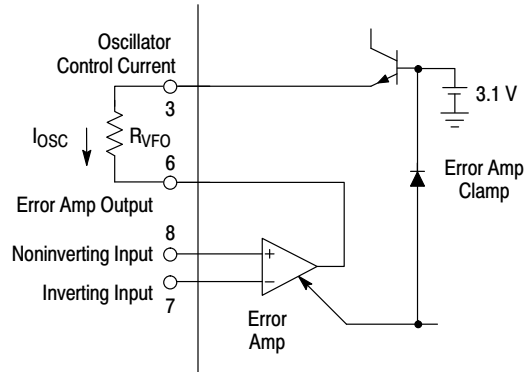 Oscillator
Control Current
3
3.1 V
IOSC
RVFO
6
Error Amp
Clamp
Error Amp Output
8
Noninverting Input
+
Inverting Input
−
7
Error
Amp